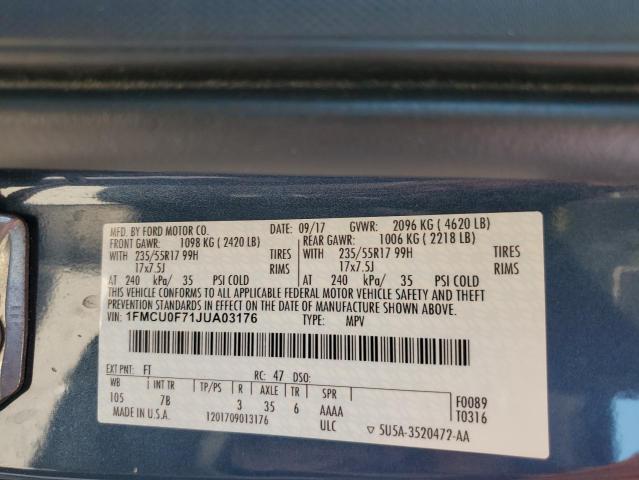 MFD. BY FORD MOTOR CO. DATE: 09/17 GVWR: 2096 KG ( 4620 LB)
FRONT GAWR: 1098 KG ( 2420 LB) REAR GAWR: 1006 KG ( 2218 LB)
WITH 235/55R17 99H TIRES WITH 235/55R17 99H TIRES
17x7.5J RIMS 17x7.5J RIMS
AT 240 kPa/ 35 PSI COLD AT 240 kPa/ 35 PSI COLD
THIS VEHICLE CONFORMS TO ALL APPLICABLE FEDERAL MOTOR VEHICLE SAFETY AND THEFT
PREVENTION STANDARDS IN EFFECT ON THE DATE OF MANUFACTURE SHOWN ABOVE.
VIN: 1FMCU0F71JUA03176 TYPE: MPV
EXT PNT: FT RC: 47 DSO:
WB INT TR TP/PS R AXLE TR SPR F0089
105 7B 3 35 6 AAAA T0316
MADE IN U.S.A. 1201709013176 ULC 5U5A-3520472-AA